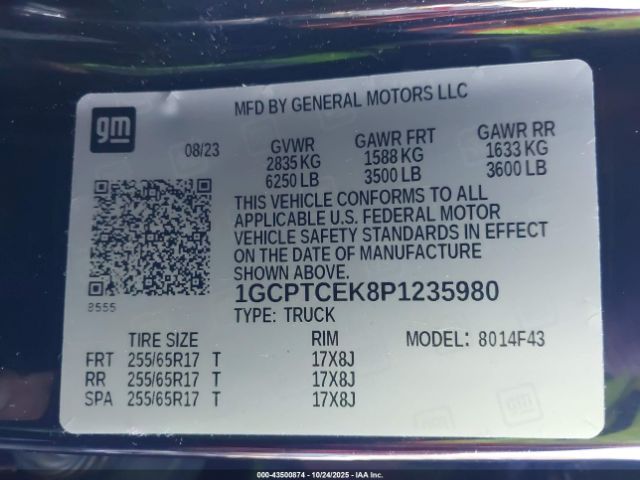 gm
MFD BY GENERAL MOTORS LLC
08/23
GVWR GAWR FRT GAWR RR
2835 KG 1588 KG 1633 KG
6250 LB 3500 LB 3600 LB
THIS VEHICLE CONFORMS TO ALL
APPLICABLE U.S. FEDERAL MOTOR
VEHICLE SAFETY STANDARDS IN EFFECT
ON THE DATE OF MANUFACTURE
SHOWN ABOVE.
8555
1GCPTCEK8P1235980
TYPE: TRUCK
TIRE SIZE RIM MODEL: 8014F43
FRT 255/65R17 T 17X8J
RR 255/65R17 T 17X8J
SPA 255/65R17 T 17X8J
gm
000--43500874 | 10/24/2025 - IAA Inc.